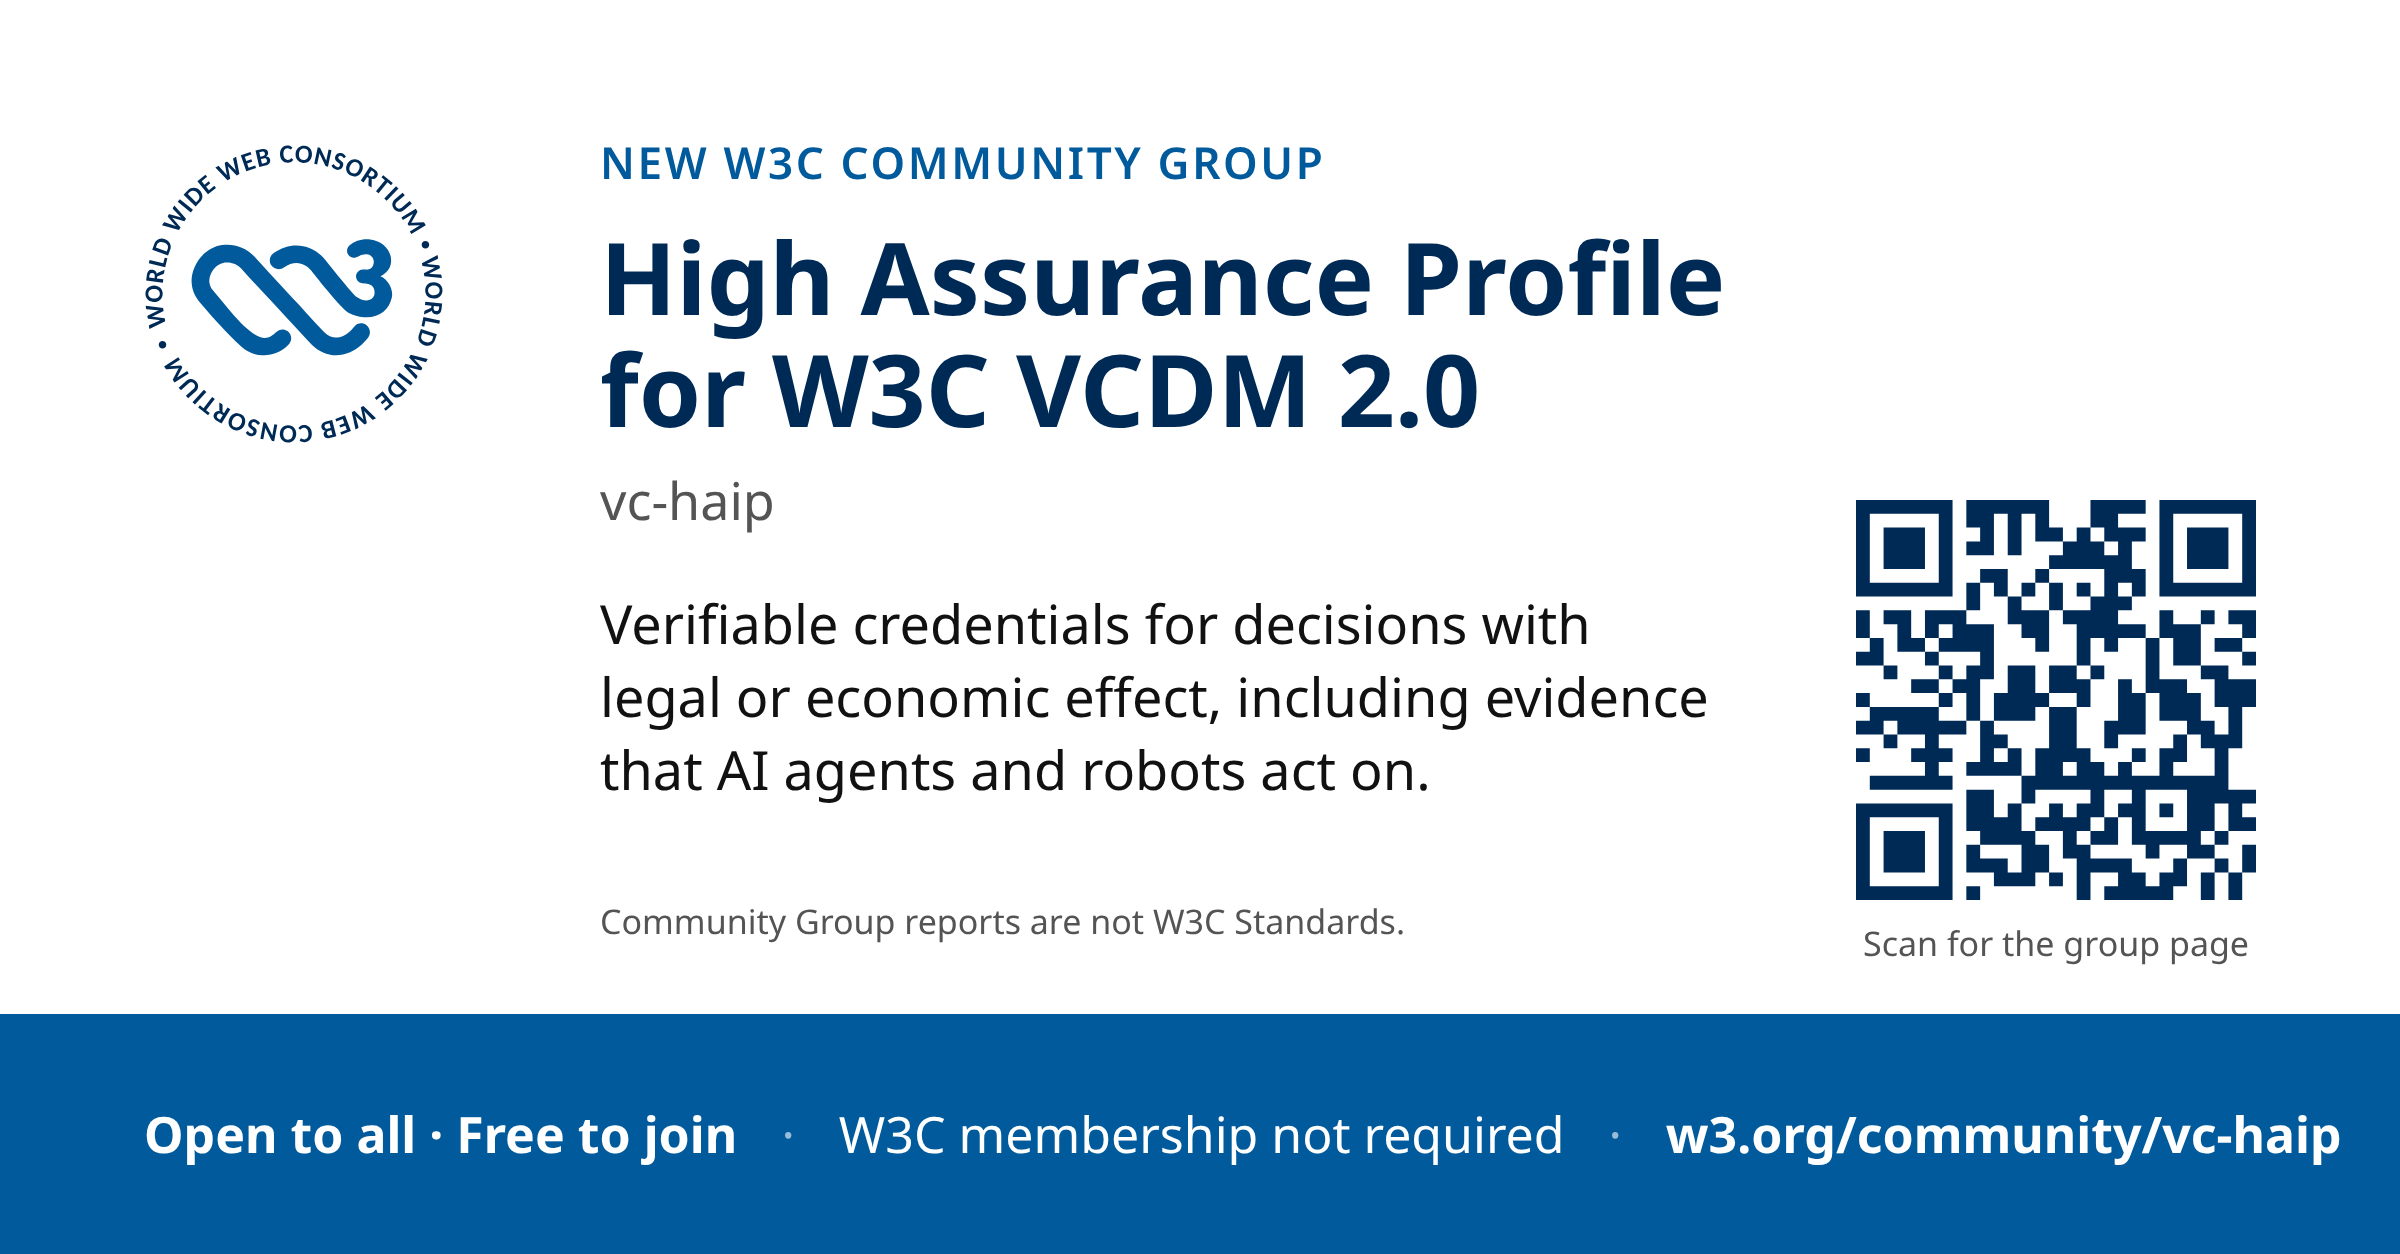 WORLD WIDE WEB CONSORTIUM • WORLD WIDE WEB CONSORTIUM •
NEW W3C COMMUNITY GROUP
High Assurance Profile
for W3C VCDM 2.0
vc-haip
Verifiable credentials for decisions with
legal or economic effect, including evidence
that AI agents and robots act on.
Community Group reports are not W3C Standards.
Scan for the group page
Open to all · Free to join · W3C membership not required · w3.org/community/vc-haip